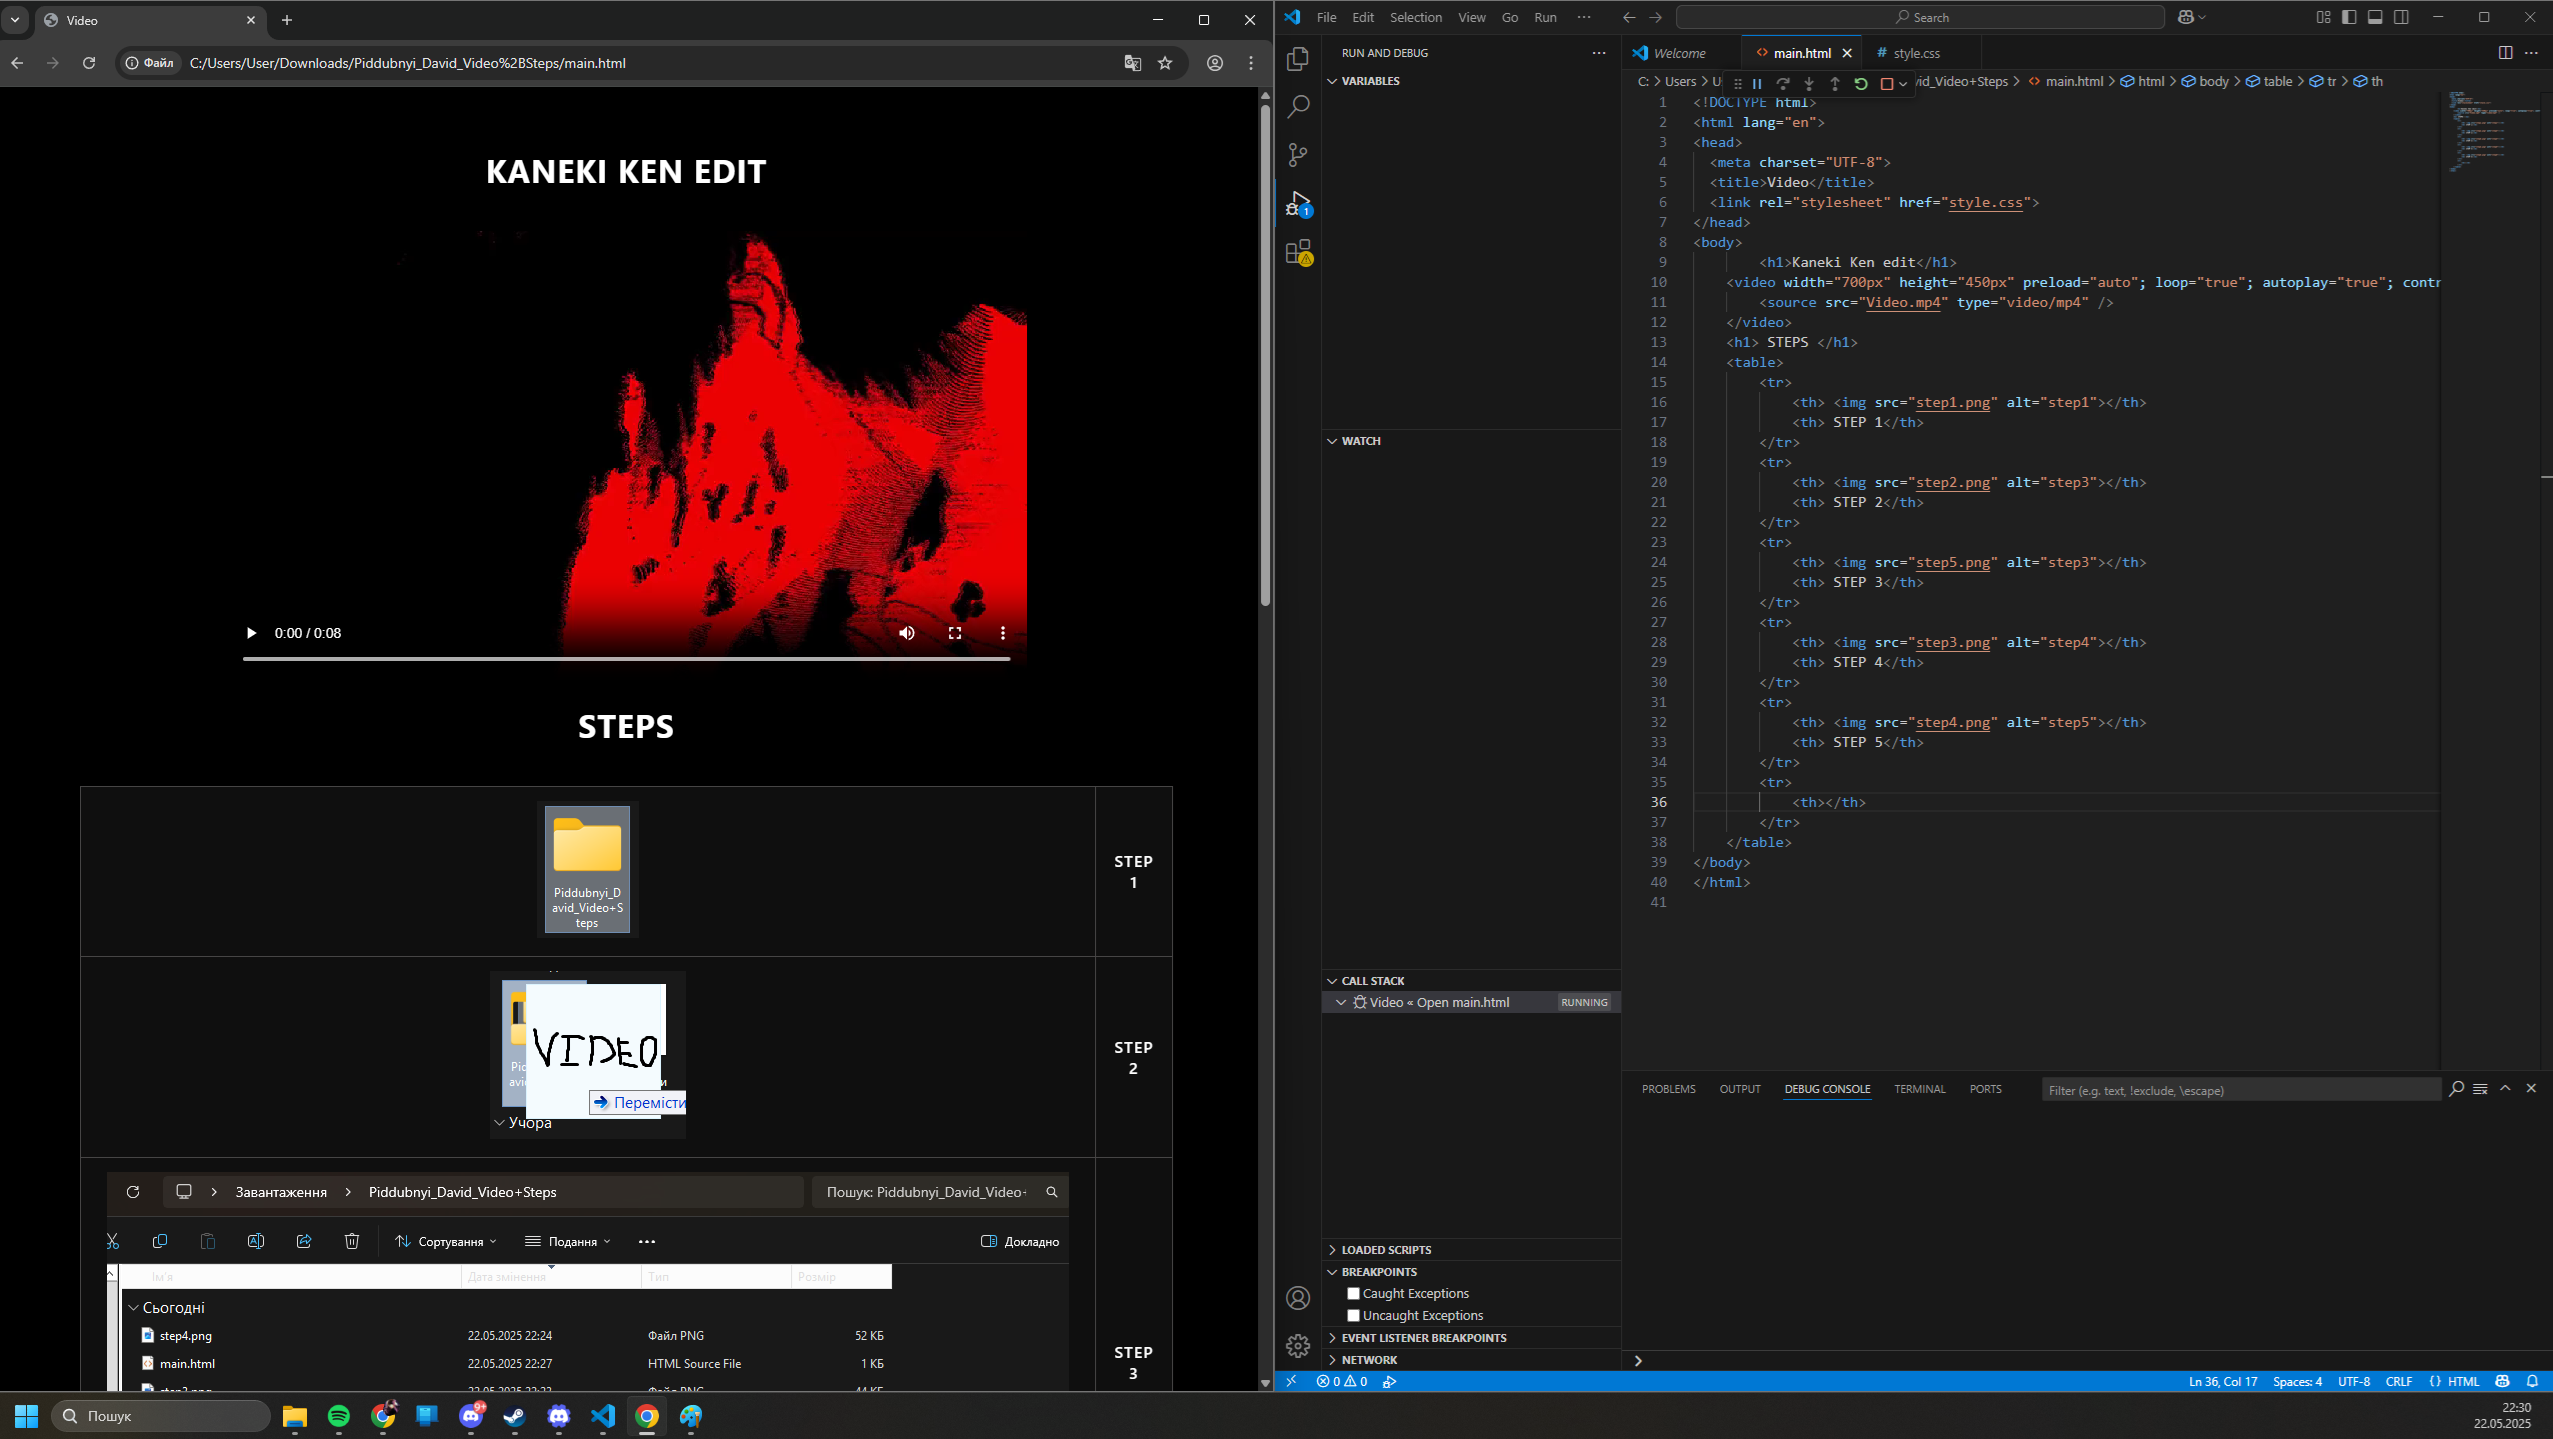 Video
Файл
C:/Users/User/Downloads/Piddubnyi_David_Video%2BSteps/main.html
KANEKI KEN EDIT
0:00 / 0:08
STEPS
Piddubnyi_D
avid_Video+S
teps
STEP
1
VIDEO
Перемісти
Учора
STEP
2
Завантаження
Piddubnyi_David_Video+Steps
Пошук: Piddubnyi_David_Video+
Сортування
Подання
Докладно
Ім'я Дата змінення Тип Розмір
Сьогодні
step4.png 22.05.2025 22:24 Файл PNG 52 КБ
main.html 22.05.2025 22:27 HTML Source File 1 КБ
STEP
3
File Edit Selection View Go Run
Search
RUN AND DEBUG
VARIABLES
WATCH
CALL STACK
Video « Open main.html RUNNING
LOADED SCRIPTS
BREAKPOINTS
Caught Exceptions
Uncaught Exceptions
EVENT LISTENER BREAKPOINTS
NETWORK
Welcome main.html # style.css
C: > Users > U vid_Video+Steps > main.html > html > body > table > tr > th
1 <!DOCTYPE html>
2 <html lang="en">
3 <head>
4 <meta charset="UTF-8">
5 <title>Video</title>
6 <link rel="stylesheet" href="style.css">
7 </head>
8 <body>
9 <h1>Kaneki Ken edit</h1>
10 <video width="700px" height="450px" preload="auto"; loop="true"; autoplay="true"; contr
11 <source src="Video.mp4" type="video/mp4" />
12 </video>
13 <h1> STEPS </h1>
14 <table>
15 <tr>
16 <th> <img src="step1.png" alt="step1"></th>
17 <th> STEP 1</th>
18 </tr>
19 <tr>
20 <th> <img src="step2.png" alt="step3"></th>
21 <th> STEP 2</th>
22 </tr>
23 <tr>
24 <th> <img src="step5.png" alt="step3"></th>
25 <th> STEP 3</th>
26 </tr>
27 <tr>
28 <th> <img src="step3.png" alt="step4"></th>
29 <th> STEP 4</th>
30 </tr>
31 <tr>
32 <th> <img src="step4.png" alt="step5"></th>
33 <th> STEP 5</th>
34 </tr>
35 <tr>
36 <th></th>
37 </tr>
38 </table>
39 </body>
40 </html>
41
PROBLEMS OUTPUT DEBUG CONSOLE TERMINAL PORTS
Filter (e.g. text, !exclude, \escape)
0 0
Ln 36, Col 17 Spaces: 4 UTF-8 CRLF {} HTML
Пошук
9+
22:30
22.05.2025